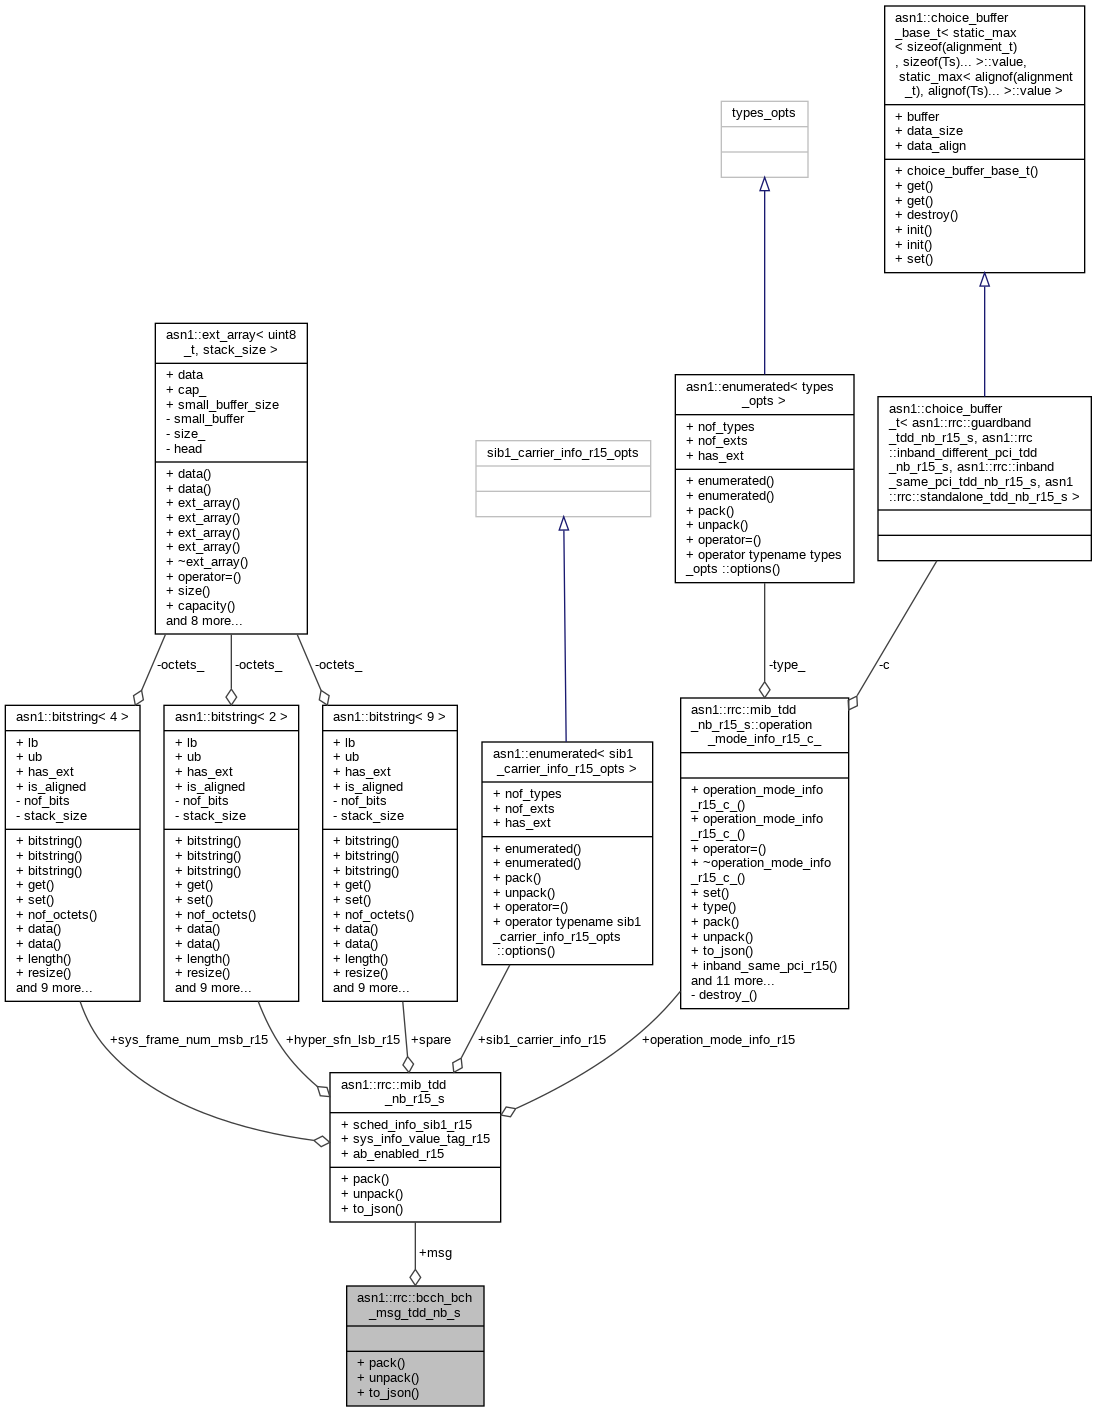 asn1::choice_buffer
_base_t< static_max
< sizeof(alignment_t)
, sizeof(Ts)... >::value,
static_max< alignof(alignment
_t), alignof(Ts)... >::value >
+ buffer
+ data_size
+ data_align
+ choice_buffer_base_t()
+ get()
+ get()
+ destroy()
+ init()
+ init()
+ set()
types_opts
asn1::ext_array< uint8
_t, stack_size >
+ data
+ cap_
+ small_buffer_size
- small_buffer
- size_
- head
+ data()
+ data()
+ ext_array()
+ ext_array()
+ ext_array()
+ ext_array()
+ ~ext_array()
+ operator=()
+ size()
+ capacity()
and 8 more...
sib1_carrier_info_r15_opts
asn1::enumerated< types
_opts >
+ nof_types
+ nof_exts
+ has_ext
+ enumerated()
+ enumerated()
+ pack()
+ unpack()
+ operator=()
+ operator typename types
_opts ::options()
asn1::choice_buffer
_t< asn1::rrc::guardband
_tdd_nb_r15_s, asn1::rrc
::inband_different_pci_tdd
_nb_r15_s, asn1::rrc::inband
_same_pci_tdd_nb_r15_s, asn1
::rrc::standalone_tdd_nb_r15_s >
-octets_
-octets_
-octets_
-type_
-c
asn1::bitstring< 4 >
+ lb
+ ub
+ has_ext
+ is_aligned
- nof_bits
- stack_size
+ bitstring()
+ bitstring()
+ bitstring()
+ get()
+ set()
+ nof_octets()
+ data()
+ data()
+ length()
+ resize()
and 9 more...
asn1::bitstring< 2 >
+ lb
+ ub
+ has_ext
+ is_aligned
- nof_bits
- stack_size
+ bitstring()
+ bitstring()
+ bitstring()
+ get()
+ set()
+ nof_octets()
+ data()
+ data()
+ length()
+ resize()
and 9 more...
asn1::bitstring< 9 >
+ lb
+ ub
+ has_ext
+ is_aligned
- nof_bits
- stack_size
+ bitstring()
+ bitstring()
+ bitstring()
+ get()
+ set()
+ nof_octets()
+ data()
+ data()
+ length()
+ resize()
and 9 more...
asn1::enumerated< sib1
_carrier_info_r15_opts >
+ nof_types
+ nof_exts
+ has_ext
+ enumerated()
+ enumerated()
+ pack()
+ unpack()
+ operator=()
+ operator typename sib1
_carrier_info_r15_opts
::options()
asn1::rrc::mib_tdd
_nb_r15_s::operation
_mode_info_r15_c_
+ operation_mode_info
_r15_c_()
+ operation_mode_info
_r15_c_()
+ operator=()
+ ~operation_mode_info
_r15_c_()
+ set()
+ type()
+ pack()
+ unpack()
+ to_json()
+ inband_same_pci_r15()
and 11 more...
- destroy_()
+sys_frame_num_msb_r15
+hyper_sfn_lsb_r15
+spare
+sib1_carrier_info_r15
+operation_mode_info_r15
asn1::rrc::mib_tdd
_nb_r15_s
+ sched_info_sib1_r15
+ sys_info_value_tag_r15
+ ab_enabled_r15
+ pack()
+ unpack()
+ to_json()
+msg
asn1::rrc::bcch_bch
_msg_tdd_nb_s
+ pack()
+ unpack()
+ to_json()